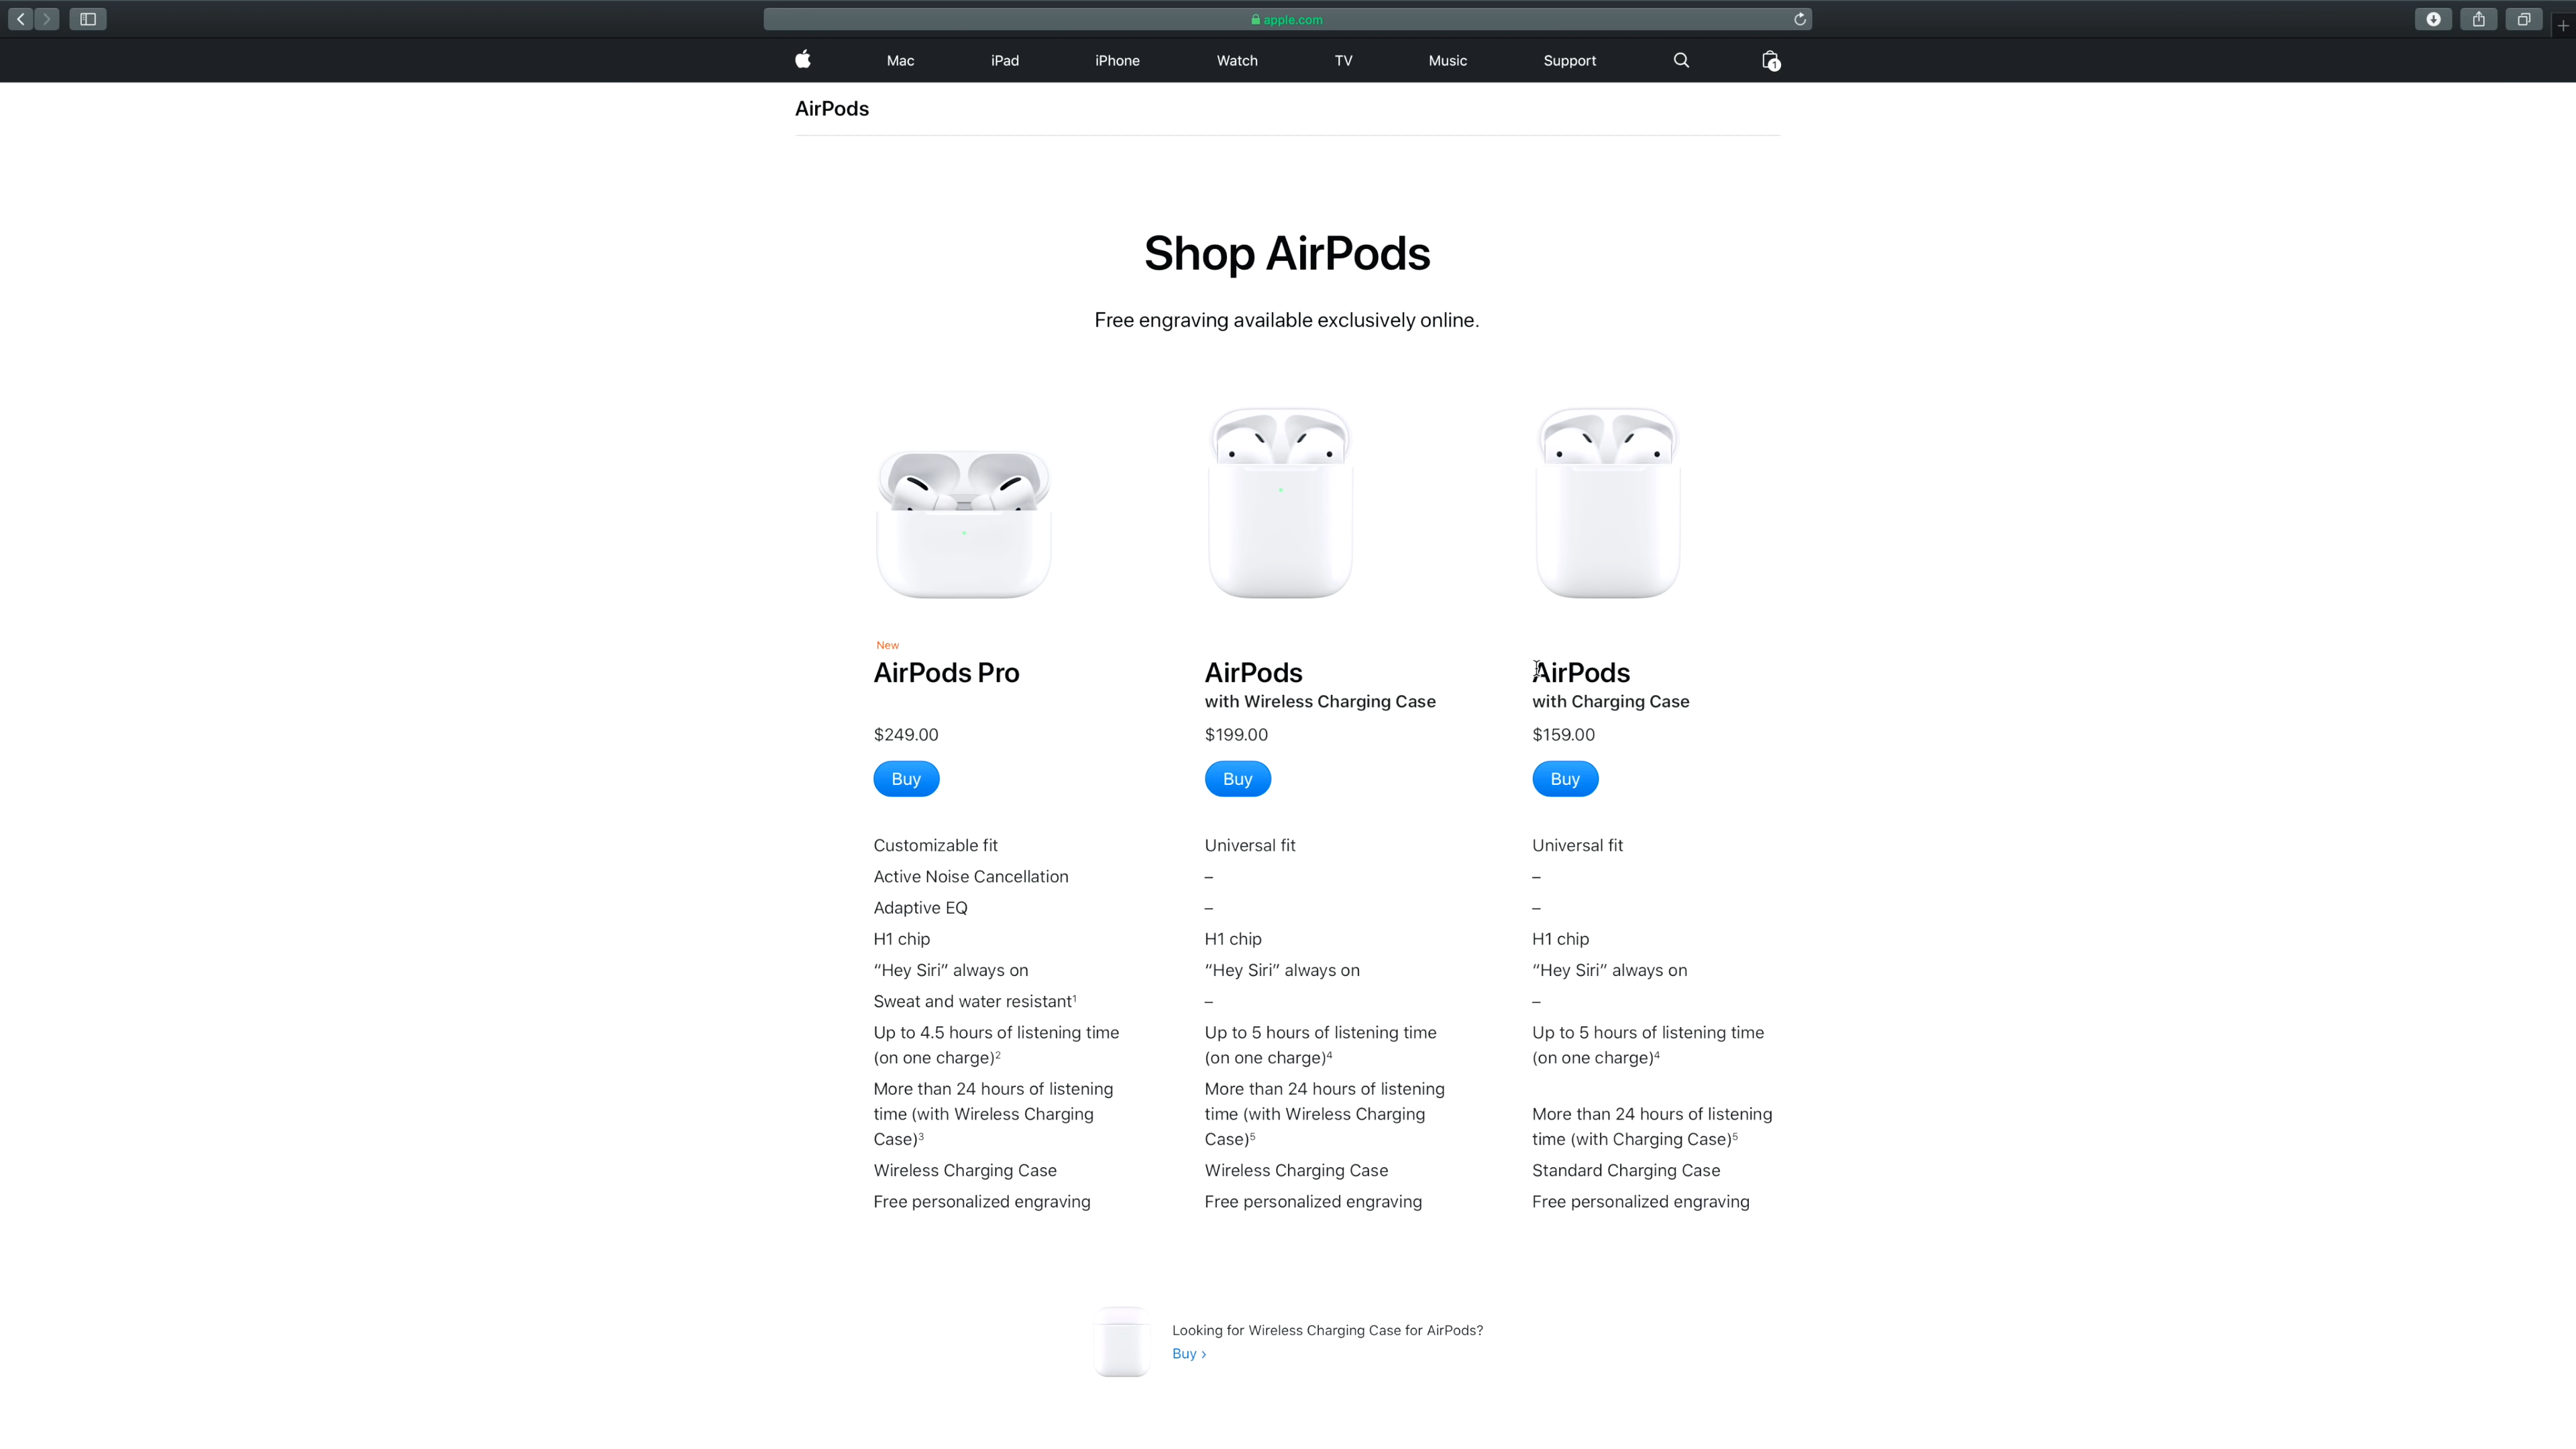 apple.com
Mac
iPad
iPhone
Watch
TV
Music
Support
1
AirPods
Shop AirPods
Free engraving available exclusively online.
New
AirPods Pro
$249.00
Buy
Customizable fit
Active Noise Cancellation
Adaptive EQ
H1 chip
“Hey Siri” always on
Sweat and water resistant¹
Up to 4.5 hours of listening time
(on one charge)²
More than 24 hours of listening
time (with Wireless Charging
Case)³
Wireless Charging Case
Free personalized engraving
AirPods
with Wireless Charging Case
$199.00
Buy
Universal fit
–
–
H1 chip
“Hey Siri” always on
–
Up to 5 hours of listening time
(on one charge)⁴
More than 24 hours of listening
time (with Wireless Charging
Case)⁵
Wireless Charging Case
Free personalized engraving
AirPods
with Charging Case
$159.00
Buy
Universal fit
–
–
H1 chip
“Hey Siri” always on
–
Up to 5 hours of listening time
(on one charge)⁴
More than 24 hours of listening
time (with Charging Case)⁵
Standard Charging Case
Free personalized engraving
Looking for Wireless Charging Case for AirPods?
Buy ›